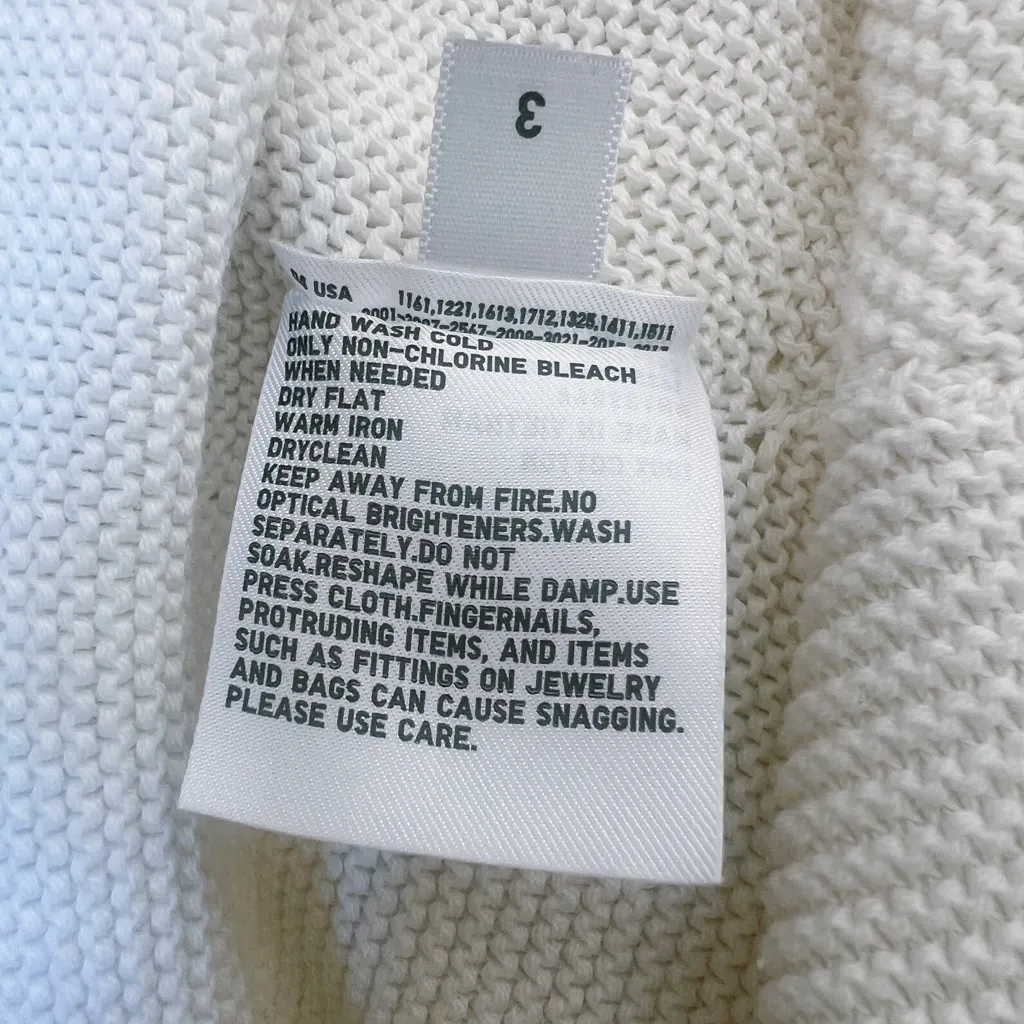 3
USA 1161,1221,1613,1712,1325,1411,1511
HAND WASH COLD
ONLY NON-CHLORINE BLEACH
WHEN NEEDED
DRY FLAT
WARM IRON
DRYCLEAN
KEEP AWAY FROM FIRE.NO
OPTICAL BRIGHTENERS.WASH
SEPARATELY.DO NOT
SOAK.RESHAPE WHILE DAMP.USE
PRESS CLOTH.FINGERNAILS,
PROTRUDING ITEMS, AND ITEMS
SUCH AS FITTINGS ON JEWELRY
AND BAGS CAN CAUSE SNAGGING.
PLEASE USE CARE.